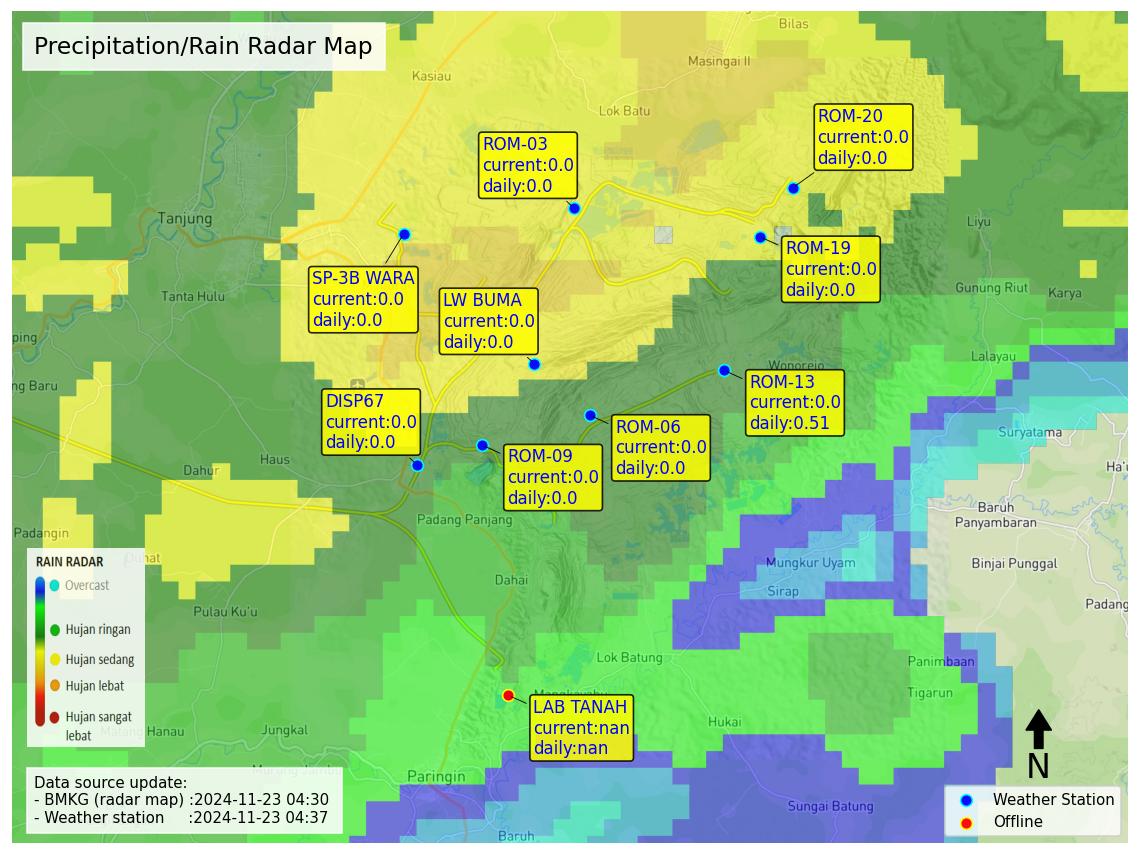 Precipitation/Rain Radar Map
Bilas
Masingai II
Kasiau
Lok Batu
ROM-20
current:0.0
daily:0.0
ROM-03
current:0.0
daily:0.0
Tanjung
Liyu
ROM-19
current:0.0
daily:0.0
SP-3B WARA
current:0.0
daily:0.0
LW BUMA
current:0.0
daily:0.0
Tanta Hulu
Gunung Riut
Karya
ping
Lalayau
Wonorejo
ng Baru
ROM-13
current:0.0
daily:0.51
DISP67
current:0.0
daily:0.0
ROM-06
current:0.0
daily:0.0
Suryatama
ROM-09
current:0.0
daily:0.0
Haus
Dahur
Ha'u
Baruh
Panyambaran
Padang Panjang
Padangin
Binjai Punggal
Mungkur Uyam
Sirap
Dahai
Padang
Pulau Ku'u
RAIN RADAR
Overcast
Hujan ringan
Hujan sedang
Hujan lebat
Hujan sangat
lebat
Lok Batung
Panimbaan
Tigarun
LAB TANAH
current:nan
daily:nan
Hukai
Jungkal
Paringin
Sungai Batung
Baruh
Data source update:
- BMKG (radar map) :2024-11-23 04:30
- Weather station :2024-11-23 04:37
N
Weather Station
Offline